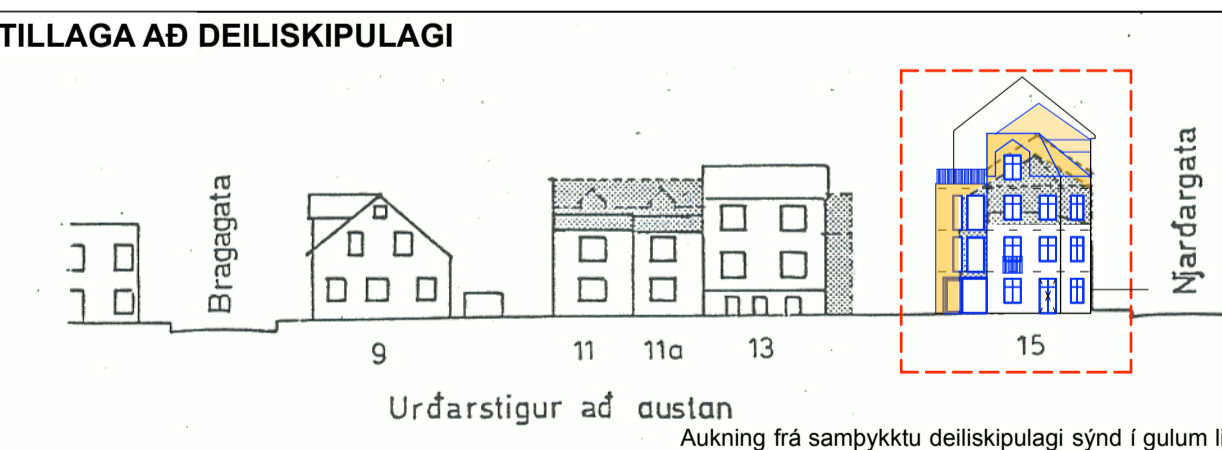 TILLAGA AÐ DEILISKIPULAGI
Bragagata
Njarðargata
9
11
11a
13
15
Urðarstigur að austan
Aukning frá samþykktu deiliskipulagi sýnd í gulum li